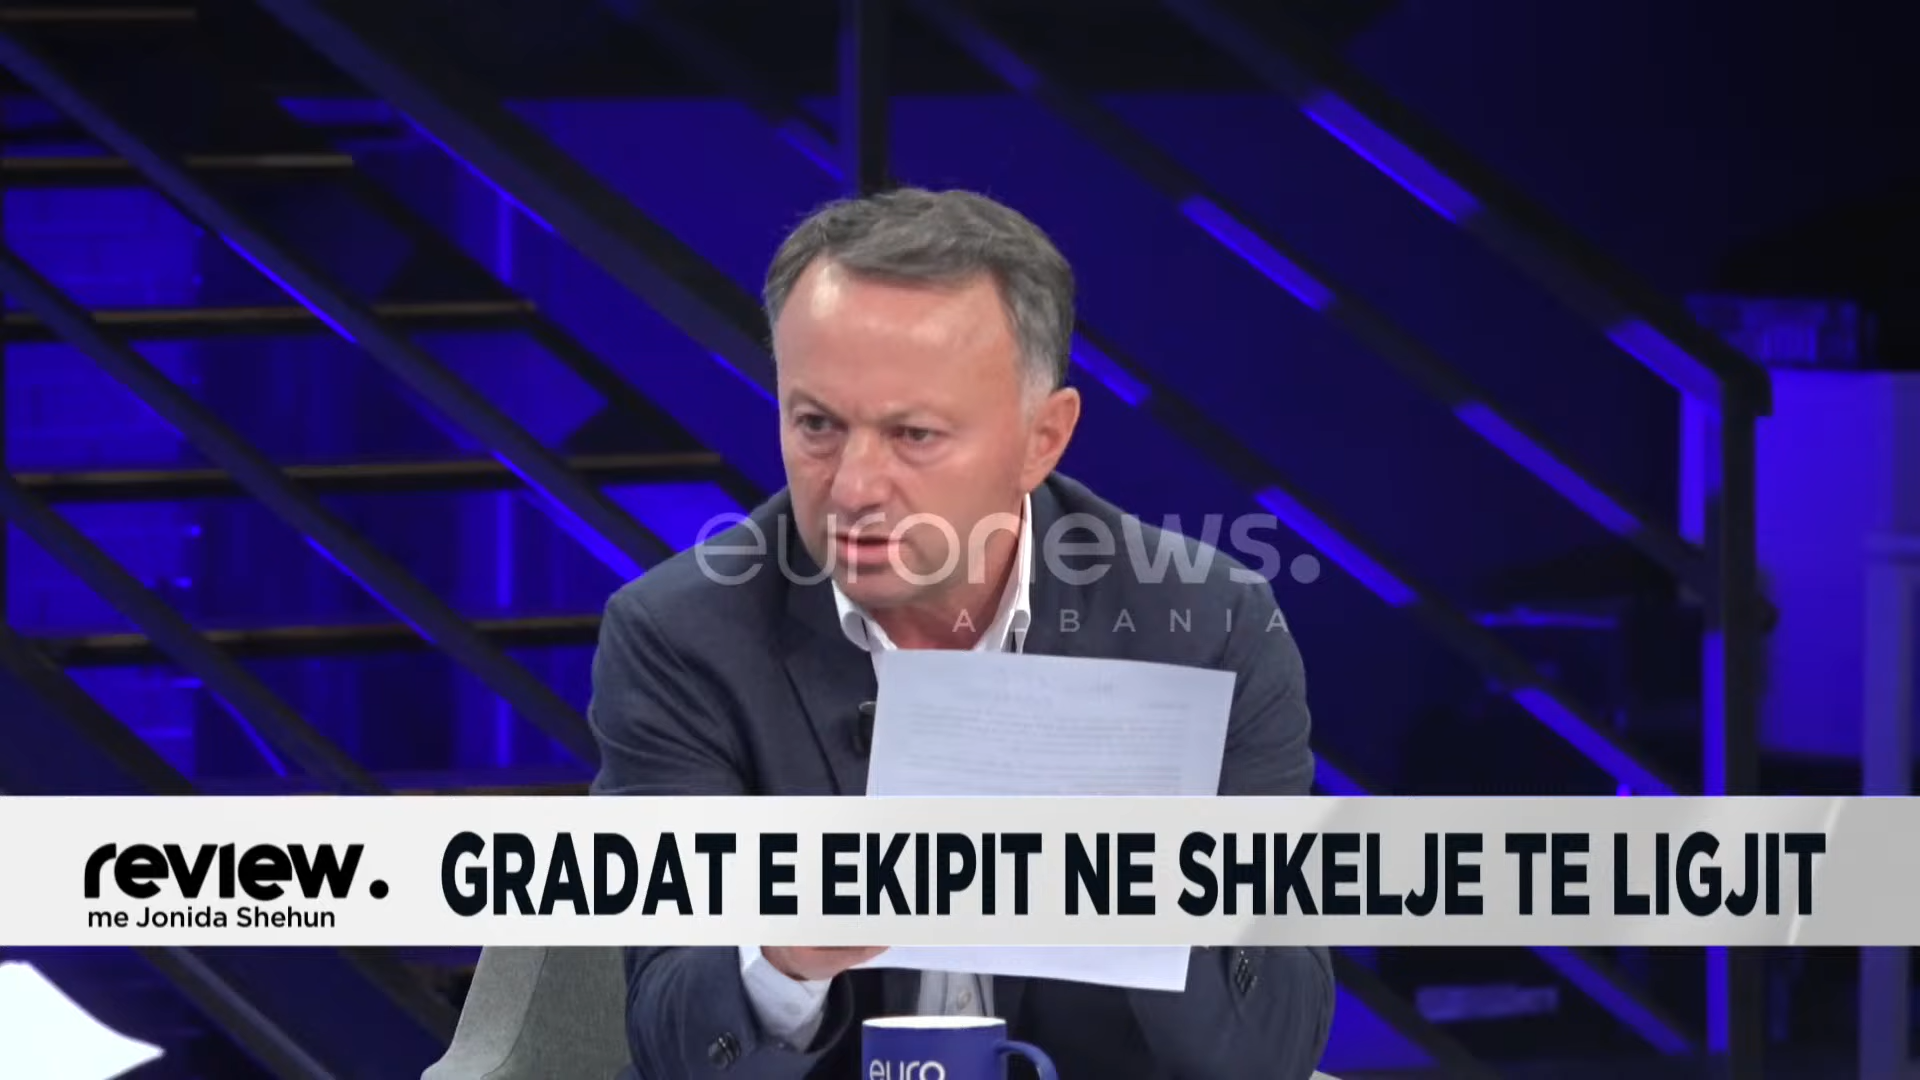 euronews.
ALBANIA
review.
me Jonida Shehun
GRADAT E EKIPIT NE SHKELJE TE LIGJIT
euro